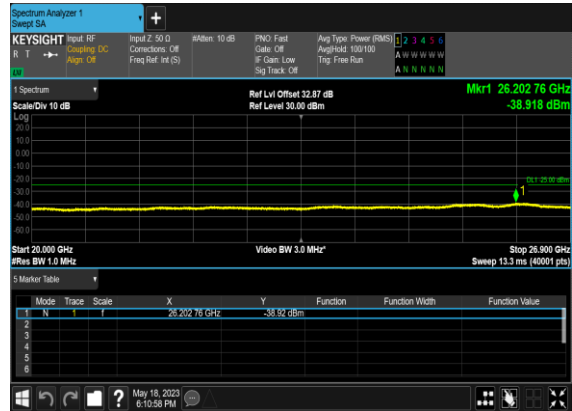 Spectrum Analyzer 1
Swept SA
+
KEYSIGHT Input: RF Input Z: 50 Ω #Atten: 10 dB PNO: Fast Avg Type: Power (RMS) 1 2 3 4 5 6
R T Coupling: DC Corrections: Off Gate: Off Avg|Hold: 100/100 A W W W W W
Align: Off Freq Ref: Int (S) IF Gain: Low Trig: Free Run
Sig Track: Off A N N N N N
1 Spectrum Ref Lvl Offset 32.87 dB Mkr1 26.202 76 GHz
Scale/Div 10 dB Ref Level 30.00 dBm -38.918 dBm
Log
20.0
10.0
0.00
-10.0
-20.0
DL1 -25.00 dBm
-30.0
1
-40.0
-50.0
-60.0
Start 20.000 GHz Video BW 3.0 MHz* Stop 26.900 GHz
#Res BW 1.0 MHz Sweep 13.3 ms (40001 pts)
5 Marker Table
Mode Trace Scale X Y Function Function Width Function Value
1 N 1 f 26.202 76 GHz -38.92 dBm
2
3
4
5
6
? May 18, 2023
6:10:58 PM